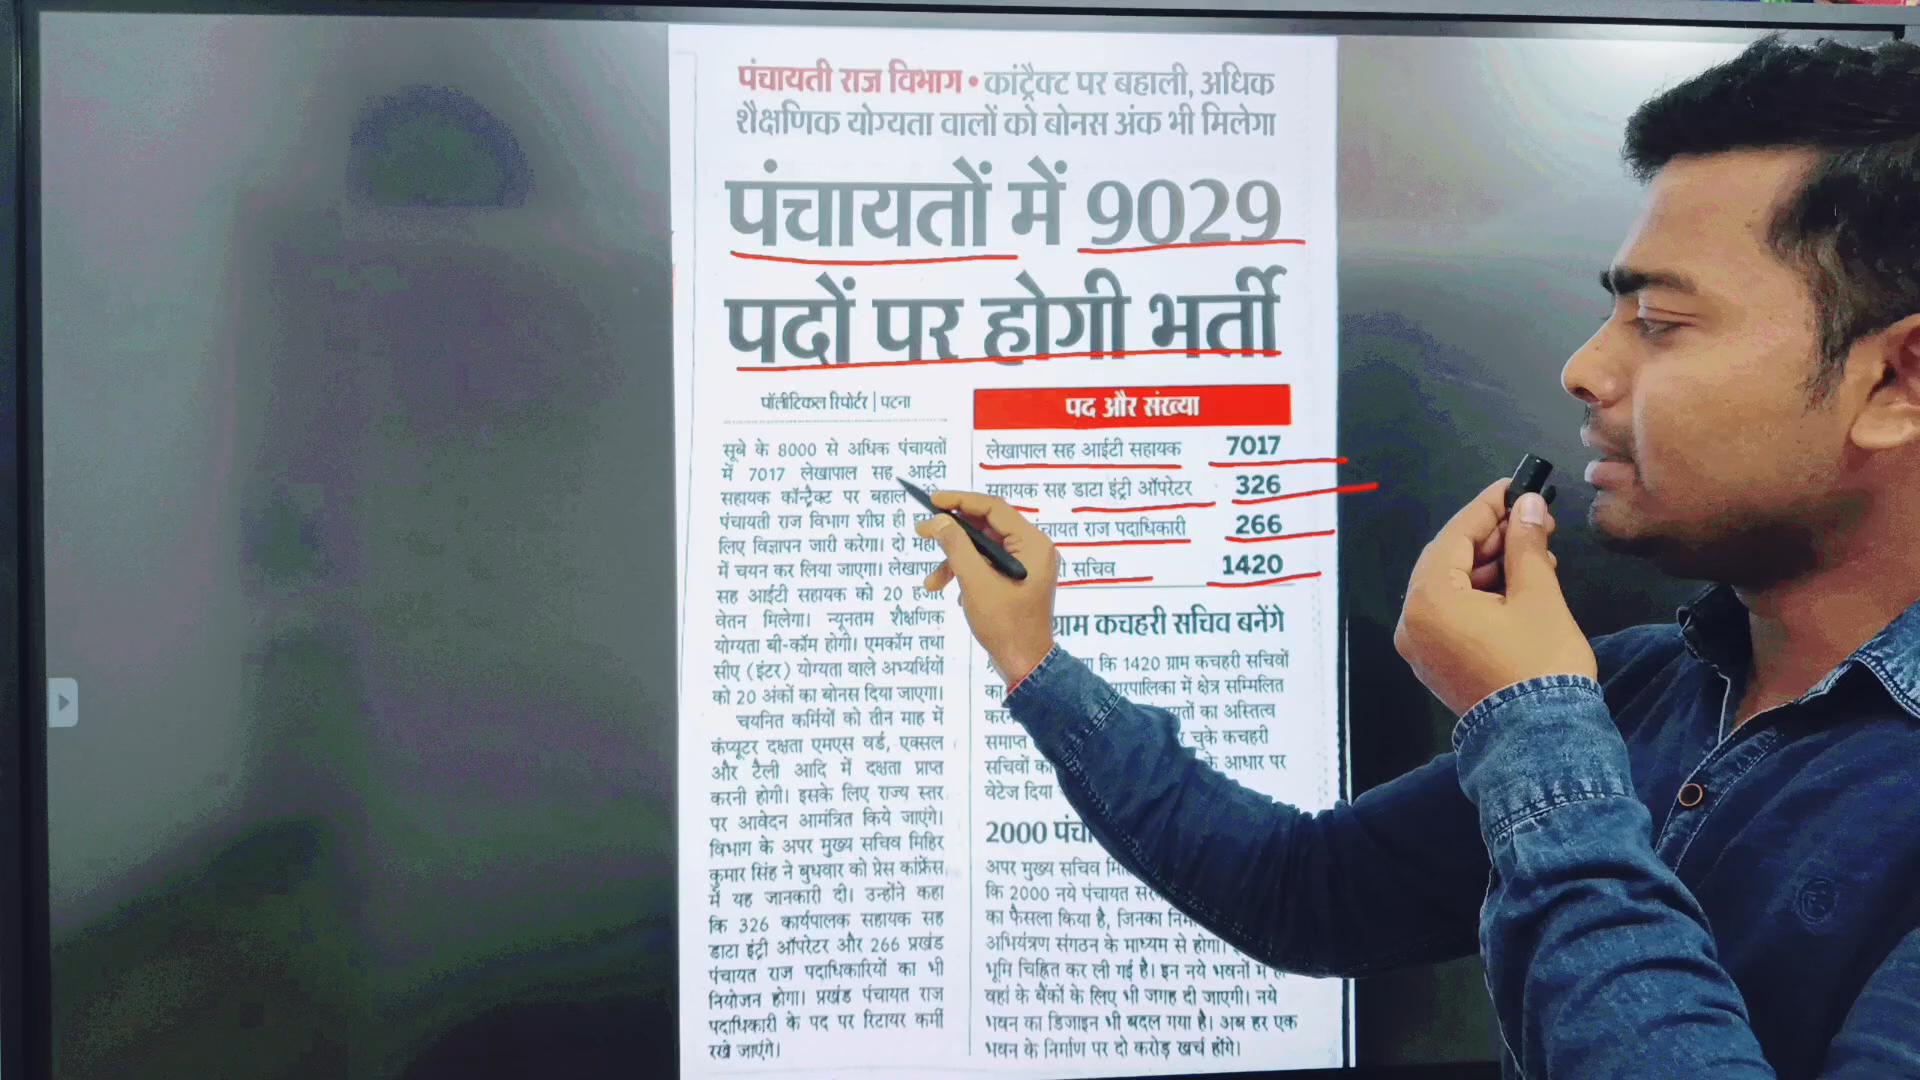 पंचायती राज विभाग • कांट्रैक्ट पर बहाली, अधिक
शैक्षणिक योग्यता वालों को बोनस अंक भी मिलेगा
पंचायतों में 9029
पदों पर होगी भर्ती
पॉलीटिकल रिपोर्टर | पटना
सूबे के 8000 से अधिक पंचायतों
में 7017 लेखापाल सह आईटी
सहायक कॉन्ट्रैक्ट पर बहाल
पंचायती राज विभाग शीघ्र ही
लिए विज्ञापन जारी करेगा। दो
में चयन कर लिया जाएगा।
सह आईटी सहायक को 20 हजार
वेतन मिलेगा। न्यूनतम शैक्षणिक
योग्यता बी-कॉम होगी। एमकॉम तथा
सीए (इंटर) योग्यता वाले अभ्यर्थियों
को 20 अंकों का बोनस दिया जाएगा।
चयनित कर्मियों को तीन माह में
कंप्यूटर दक्षता एमएस वर्ड, एक्सल
और टैली आदि में दक्षता प्राप्त
करनी होगी। इसके लिए राज्य स्तर
पर आवेदन आमंत्रित किये जाएंगे।
विभाग के अपर मुख्य सचिव मिहिर
कुमार सिंह ने बुधवार को प्रेस कांफ्रेंस
में यह जानकारी दी। उन्होंने कहा
कि 326 कार्यपालक सहायक सह
डाटा इंट्री ऑपरेटर और 266 प्रखंड
पंचायत राज पदाधिकारियों का भी
नियोजन होगा। प्रखंड पंचायत राज
पदाधिकारी के पद पर रिटायर कर्मी
रखे जाएंगे।
पद और संख्या
लेखापाल सह आईटी सहायक 7017
सहायक सह डाटा इंट्री ऑपरेटर 326
राज पदाधिकारी 266
सचिव 1420
ग्राम कचहरी सचिव बनेंगे
कि 1420 ग्राम कचहरी सचिवों
का में क्षेत्र सम्मिलित
का अस्तित्व
समाप्त चुके कचहरी
सचिवों के आधार पर
वेटेज दिया
2000
अपर मुख्य सचिव
कि 2000 नये पंचायत
का फैसला किया है, जिनका
अभियंत्रण संगठन के माध्यम से होगा।
भूमि चिह्नित कर ली गई है। इन नये भवनों में
वहां के बैंकों के लिए भी जगह दी जाएगी। नये
भवन का डिजाइन भी बदल गया है। अब हर एक
भवन के निर्माण पर दो करोड़ खर्च होंगे।